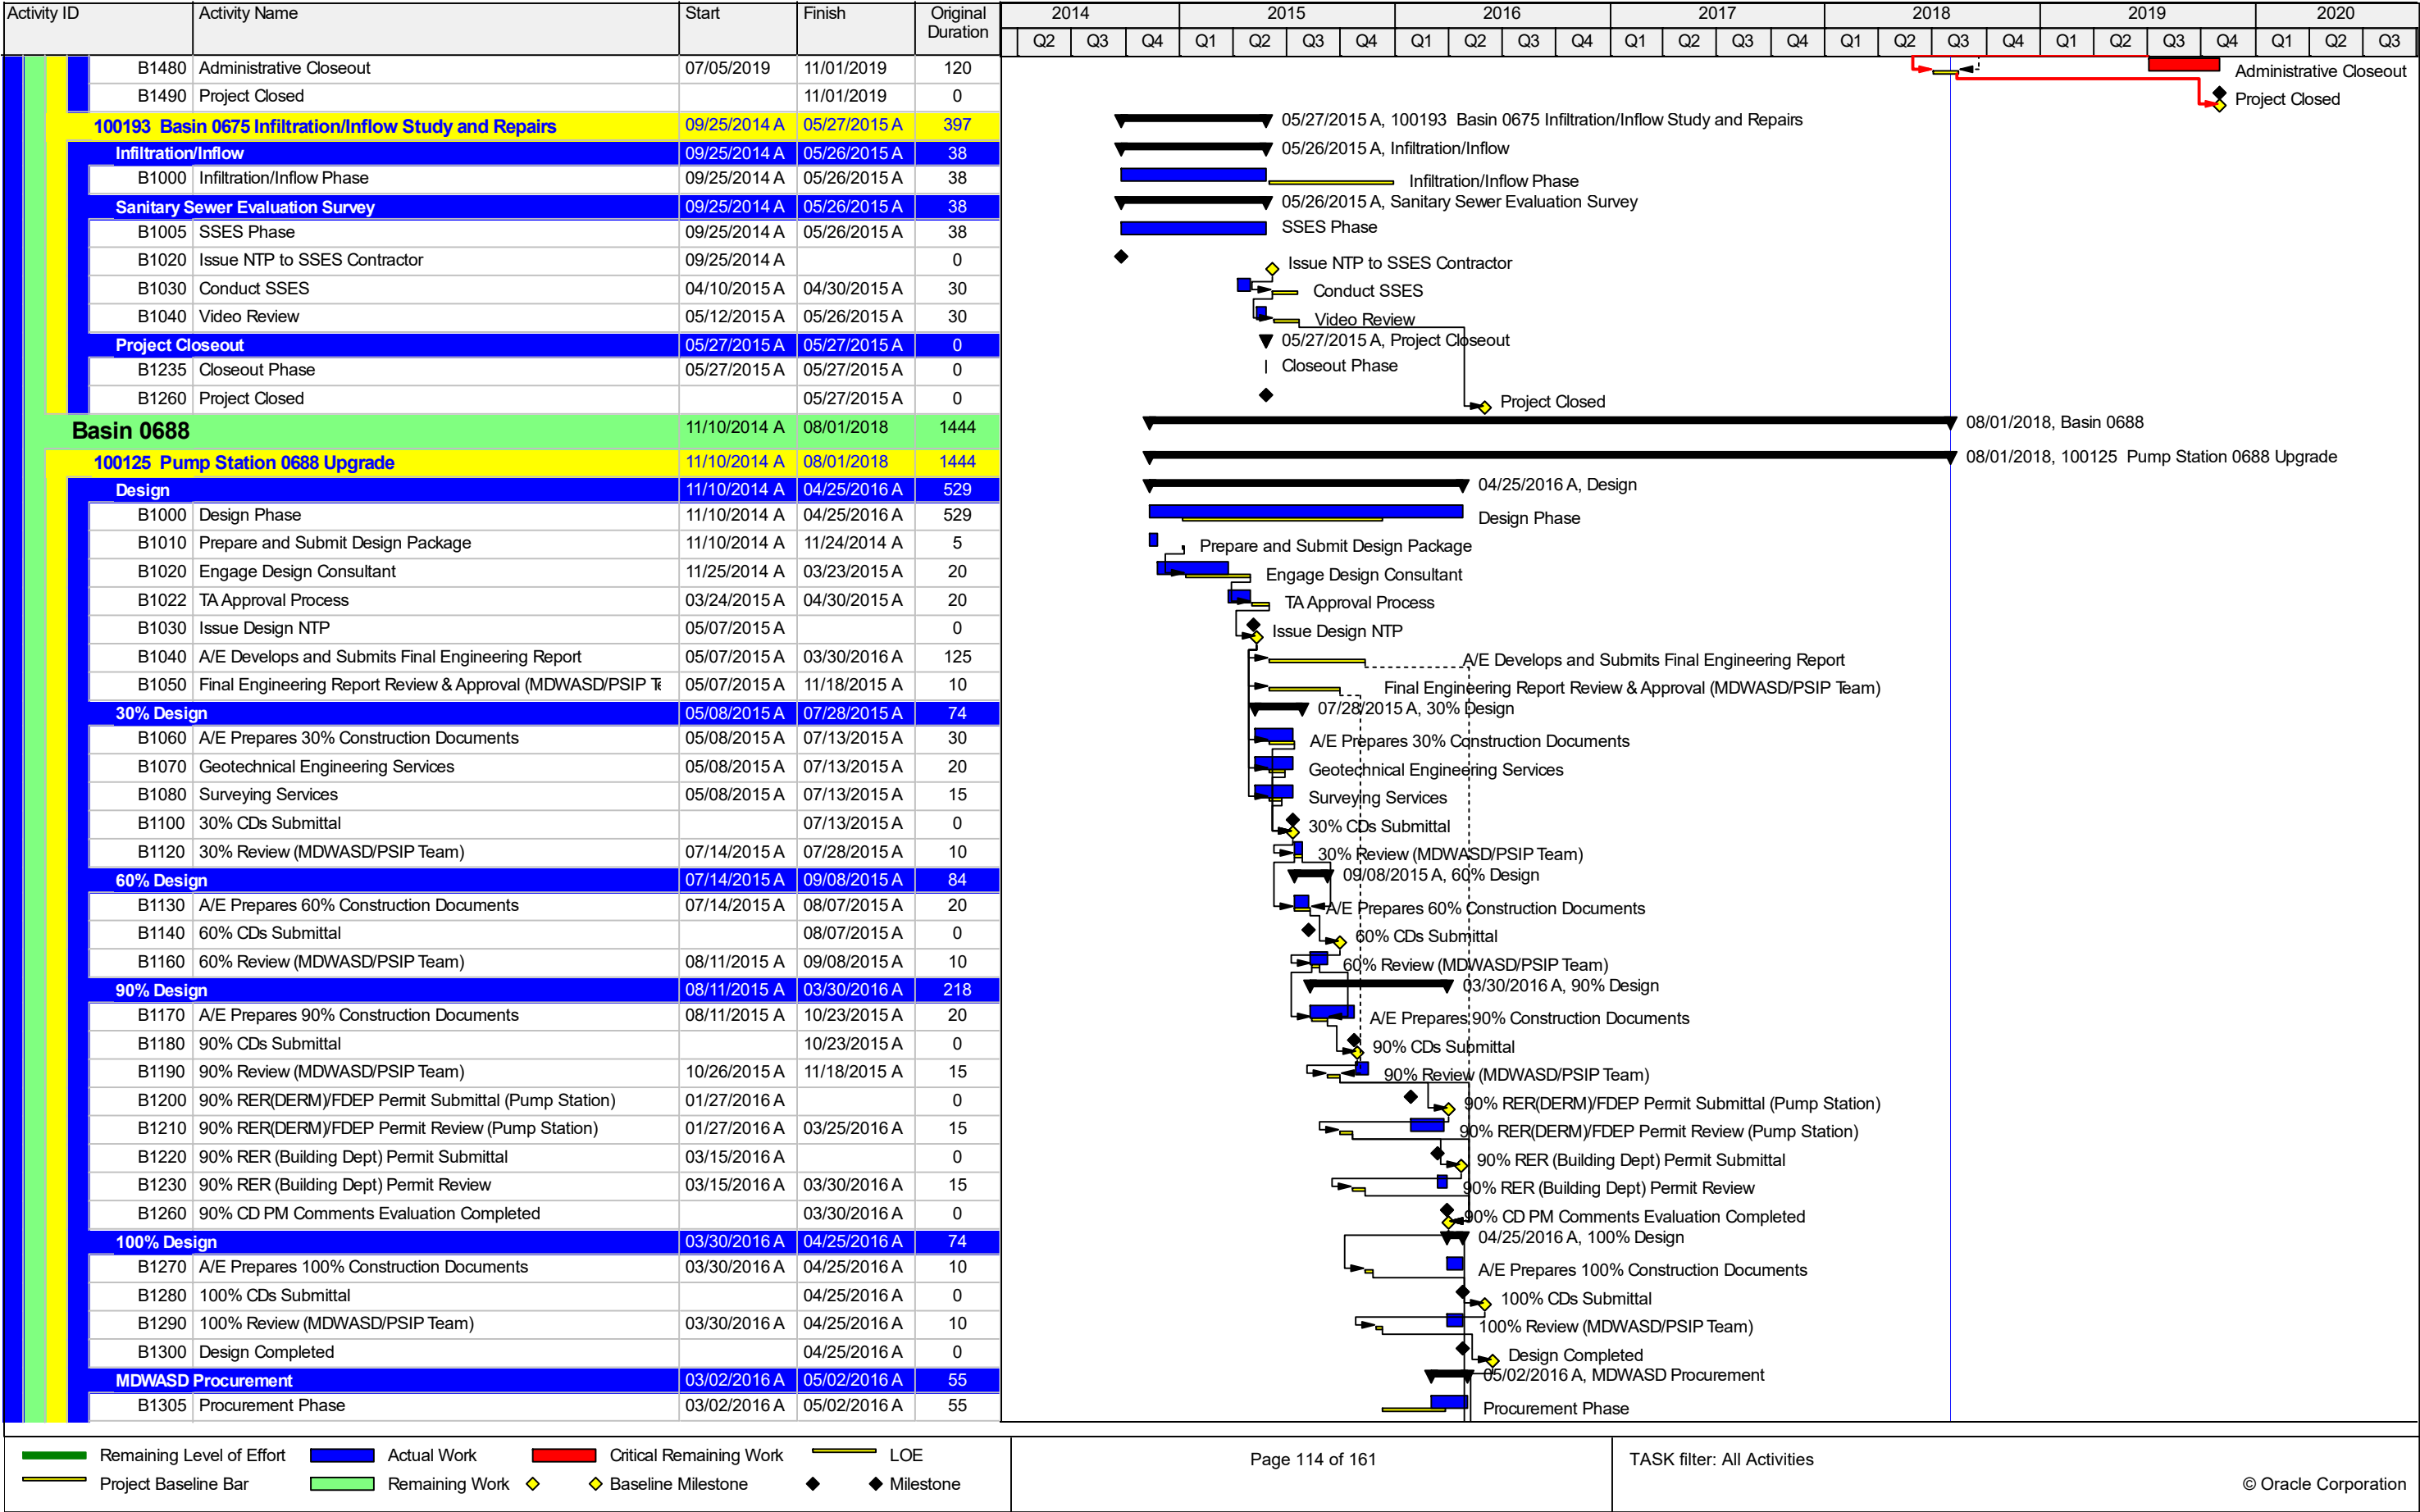 Activity ID Activity Name Start Finish Original Duration 2014 2015 2016 2017 2018 2019 2020
Q2 Q3 Q4 Q1 Q2 Q3 Q4 Q1 Q2 Q3 Q4 Q1 Q2 Q3 Q4 Q1 Q2 Q3 Q4 Q1 Q2 Q3 Q4 Q1 Q2 Q3
B1480 Administrative Closeout 07/05/2019 11/01/2019 120 Administrative Closeout
B1490 Project Closed 11/01/2019 0 Project Closed
100193 Basin 0675 Infiltration/Inflow Study and Repairs 09/25/2014 A 05/27/2015 A 397 05/27/2015 A, 100193 Basin 0675 Infiltration/Inflow Study and Repairs
Infiltration/Inflow 09/25/2014 A 05/26/2015 A 38 05/26/2015 A, Infiltration/Inflow
B1000 Infiltration/Inflow Phase 09/25/2014 A 05/26/2015 A 38 Infiltration/Inflow Phase
Sanitary Sewer Evaluation Survey 09/25/2014 A 05/26/2015 A 38 05/26/2015 A, Sanitary Sewer Evaluation Survey
B1005 SSES Phase 09/25/2014 A 05/26/2015 A 38 SSES Phase
B1020 Issue NTP to SSES Contractor 09/25/2014 A 0 Issue NTP to SSES Contractor
B1030 Conduct SSES 04/10/2015 A 04/30/2015 A 30 Conduct SSES
B1040 Video Review 05/12/2015 A 05/26/2015 A 30 Video Review
Project Closeout 05/27/2015 A 05/27/2015 A 0 05/27/2015 A, Project Closeout
B1235 Closeout Phase 05/27/2015 A 05/27/2015 A 0 Closeout Phase
B1260 Project Closed 05/27/2015 A 0 Project Closed
Basin 0688 11/10/2014 A 08/01/2018 1444 08/01/2018, Basin 0688
100125 Pump Station 0688 Upgrade 11/10/2014 A 08/01/2018 1444 08/01/2018, 100125 Pump Station 0688 Upgrade
Design 11/10/2014 A 04/25/2016 A 529 04/25/2016 A, Design
B1000 Design Phase 11/10/2014 A 04/25/2016 A 529 Design Phase
B1010 Prepare and Submit Design Package 11/10/2014 A 11/24/2014 A 5 Prepare and Submit Design Package
B1020 Engage Design Consultant 11/25/2014 A 03/23/2015 A 20 Engage Design Consultant
B1022 TA Approval Process 03/24/2015 A 04/30/2015 A 20 TA Approval Process
B1030 Issue Design NTP 05/07/2015 A 0 Issue Design NTP
B1040 A/E Develops and Submits Final Engineering Report 05/07/2015 A 03/30/2016 A 125 A/E Develops and Submits Final Engineering Report
B1050 Final Engineering Report Review & Approval (MDWASD/PSIP Te 05/07/2015 A 11/18/2015 A 10 Final Engineering Report Review & Approval (MDWASD/PSIP Team)
30% Design 05/08/2015 A 07/28/2015 A 74 07/28/2015 A, 30% Design
B1060 A/E Prepares 30% Construction Documents 05/08/2015 A 07/13/2015 A 30 A/E Prepares 30% Construction Documents
B1070 Geotechnical Engineering Services 05/08/2015 A 07/13/2015 A 20 Geotechnical Engineering Services
B1080 Surveying Services 05/08/2015 A 07/13/2015 A 15 Surveying Services
B1100 30% CDs Submittal 07/13/2015 A 0 30% CDs Submittal
B1120 30% Review (MDWASD/PSIP Team) 07/14/2015 A 07/28/2015 A 10 30% Review (MDWASD/PSIP Team)
60% Design 07/14/2015 A 09/08/2015 A 84 09/08/2015 A, 60% Design
B1130 A/E Prepares 60% Construction Documents 07/14/2015 A 08/07/2015 A 20 A/E Prepares 60% Construction Documents
B1140 60% CDs Submittal 08/07/2015 A 0 60% CDs Submittal
B1160 60% Review (MDWASD/PSIP Team) 08/11/2015 A 09/08/2015 A 10 60% Review (MDWASD/PSIP Team)
90% Design 08/11/2015 A 03/30/2016 A 218 03/30/2016 A, 90% Design
B1170 A/E Prepares 90% Construction Documents 08/11/2015 A 10/23/2015 A 20 A/E Prepares 90% Construction Documents
B1180 90% CDs Submittal 10/23/2015 A 0 90% CDs Submittal
B1190 90% Review (MDWASD/PSIP Team) 10/26/2015 A 11/18/2015 A 15 90% Review (MDWASD/PSIP Team)
B1200 90% RER(DERM)/FDEP Permit Submittal (Pump Station) 01/27/2016 A 0 90% RER(DERM)/FDEP Permit Submittal (Pump Station)
B1210 90% RER(DERM)/FDEP Permit Review (Pump Station) 01/27/2016 A 03/25/2016 A 15 90% RER(DERM)/FDEP Permit Review (Pump Station)
B1220 90% RER (Building Dept) Permit Submittal 03/15/2016 A 0 90% RER (Building Dept) Permit Submittal
B1230 90% RER (Building Dept) Permit Review 03/15/2016 A 03/30/2016 A 15 90% RER (Building Dept) Permit Review
B1260 90% CD PM Comments Evaluation Completed 03/30/2016 A 0 90% CD PM Comments Evaluation Completed
100% Design 03/30/2016 A 04/25/2016 A 74 04/25/2016 A, 100% Design
B1270 A/E Prepares 100% Construction Documents 03/30/2016 A 04/25/2016 A 10 A/E Prepares 100% Construction Documents
B1280 100% CDs Submittal 04/25/2016 A 0 100% CDs Submittal
B1290 100% Review (MDWASD/PSIP Team) 03/30/2016 A 04/25/2016 A 10 100% Review (MDWASD/PSIP Team)
B1300 Design Completed 04/25/2016 A 0 Design Completed
MDWASD Procurement 03/02/2016 A 05/02/2016 A 55 05/02/2016 A, MDWASD Procurement
B1305 Procurement Phase 03/02/2016 A 05/02/2016 A 55 Procurement Phase
Remaining Level of Effort Actual Work Critical Remaining Work LOE
Project Baseline Bar Remaining Work Baseline Milestone Milestone
Page 114 of 161
TASK filter: All Activities
© Oracle Corporation